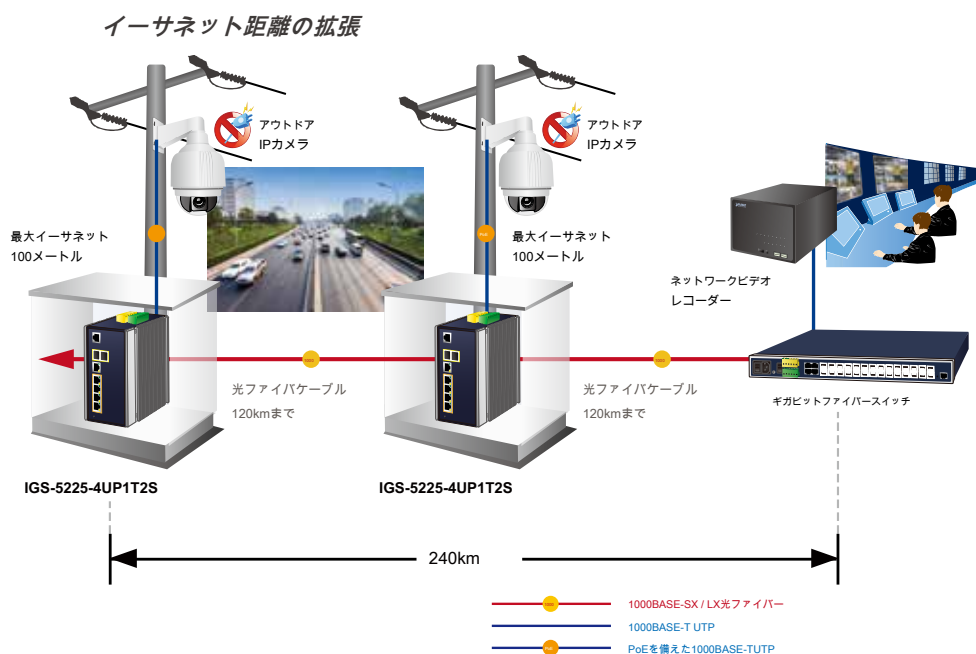 イーサネット距離の拡張
アウトドア
IPカメラ
アウトドア
IPカメラ
最大イーサネット
100メートル
最大イーサネット
100メートル
ネットワークビデオ
レコーダー
光ファイバケーブル
120kmまで
光ファイバケーブル
120kmまで
ギガビットファイバースイッチ
IGS-5225-4UP1T2S
IGS-5225-4UP1T2S
240km
1000BASE-SX / LX光ファイバー
1000BASE-T UTP
PoEを備えた1000BASE-TUTP